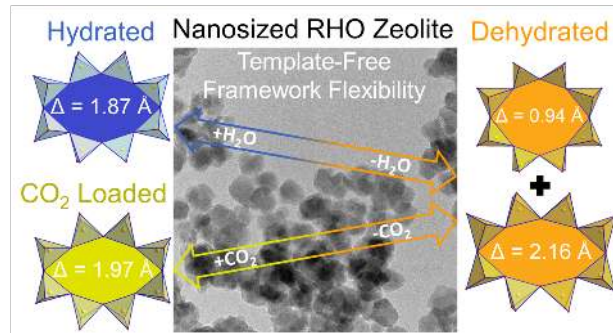 Hydrated
Nanosized RHO Zeolite
Dehydrated
Template-Free
Framework Flexibility
Δ = 1.87 Å
Δ = 0.94 Å
+H₂O
-H₂O
CO₂ Loaded
+
-CO₂
+CO₂
Δ = 1.97 Å
Δ = 2.16 Å